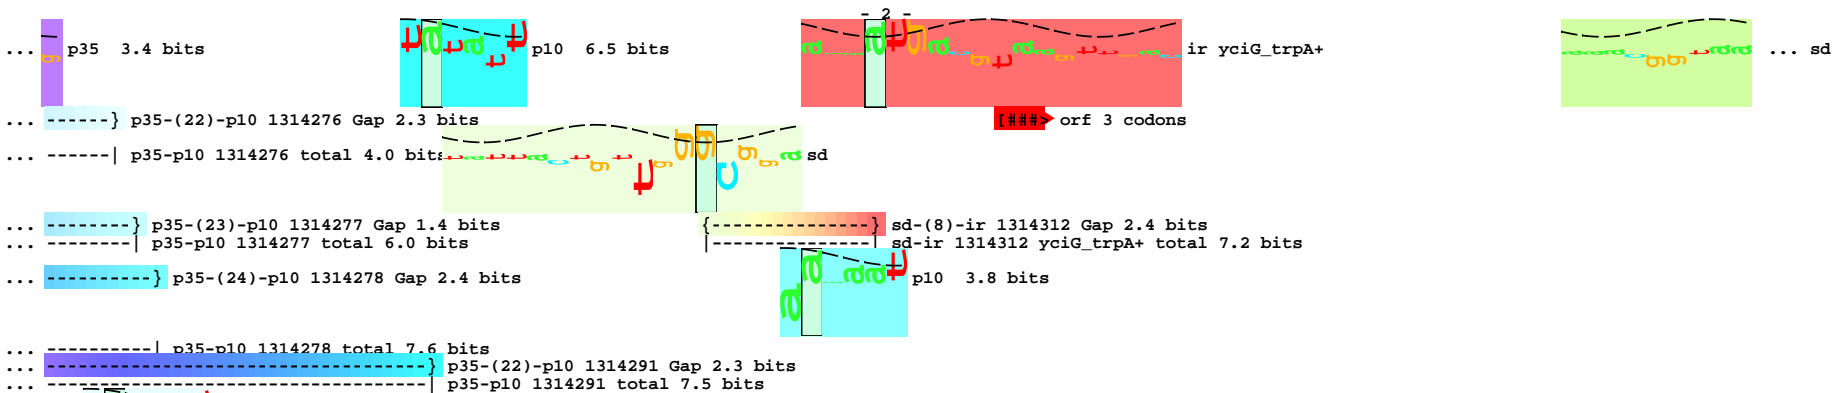 - 2 -
... g p35 3.4 bits
tatatt p10 6.5 bits
ir yciG_trpA+
... sd
... ------} p35-(22)-p10 1314276 Gap 2.3 bits
[###> orf 3 codons
... ------| p35-p10 1314276 total 4.0 bits
sd
... --------} p35-(23)-p10 1314277 Gap 1.4 bits
{---------------} sd-(8)-ir 1314312 Gap 2.4 bits
... --------| p35-p10 1314277 total 6.0 bits
|---------------| sd-ir 1314312 yciG_trpA+ total 7.2 bits
... ----------} p35-(24)-p10 1314278 Gap 2.4 bits
p10 3.8 bits
... ----------| p35-p10 1314278 total 7.6 bits
... ------------------------------------} p35-(22)-p10 1314291 Gap 2.3 bits
... ------------------------------------| p35-p10 1314291 total 7.5 bits